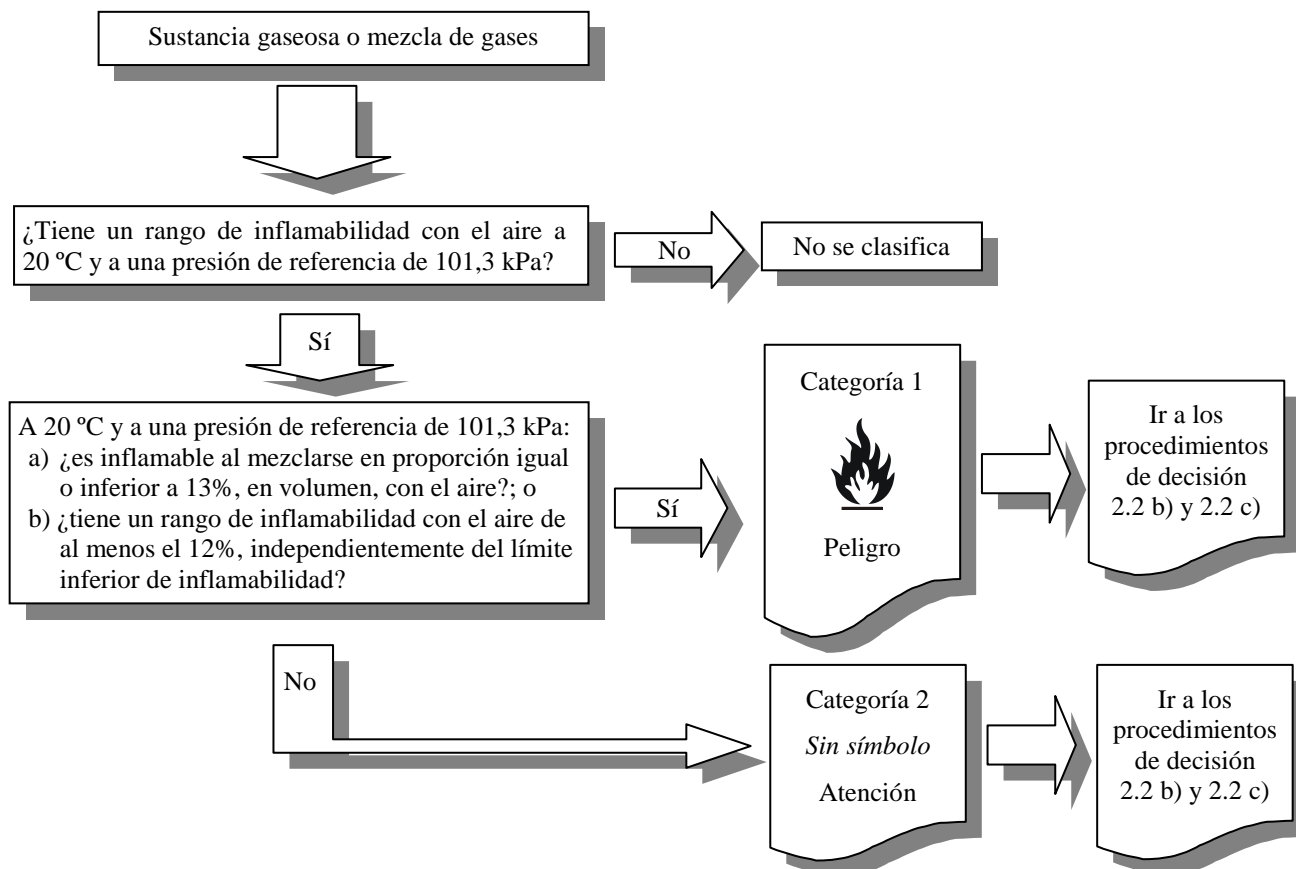 Sustancia gaseosa o mezcla de gases
¿Tiene un rango de inflamabilidad con el aire a
20 ºC y a una presión de referencia de 101,3 kPa?
No
No se clasifica
Sí
A 20 ºC y a una presión de referencia de 101,3 kPa:
a) ¿es inflamable al mezclarse en proporción igual
o inferior a 13%, en volumen, con el aire?; o
b) ¿tiene un rango de inflamabilidad con el aire de
al menos el 12%, independientemente del límite
inferior de inflamabilidad?
Sí
Categoría 1
Peligro
Ir a los
procedimientos
de decisión
2.2 b) y 2.2 c)
No
Categoría 2
Sin símbolo
Atención
Ir a los
procedimientos
de decisión
2.2 b) y 2.2 c)